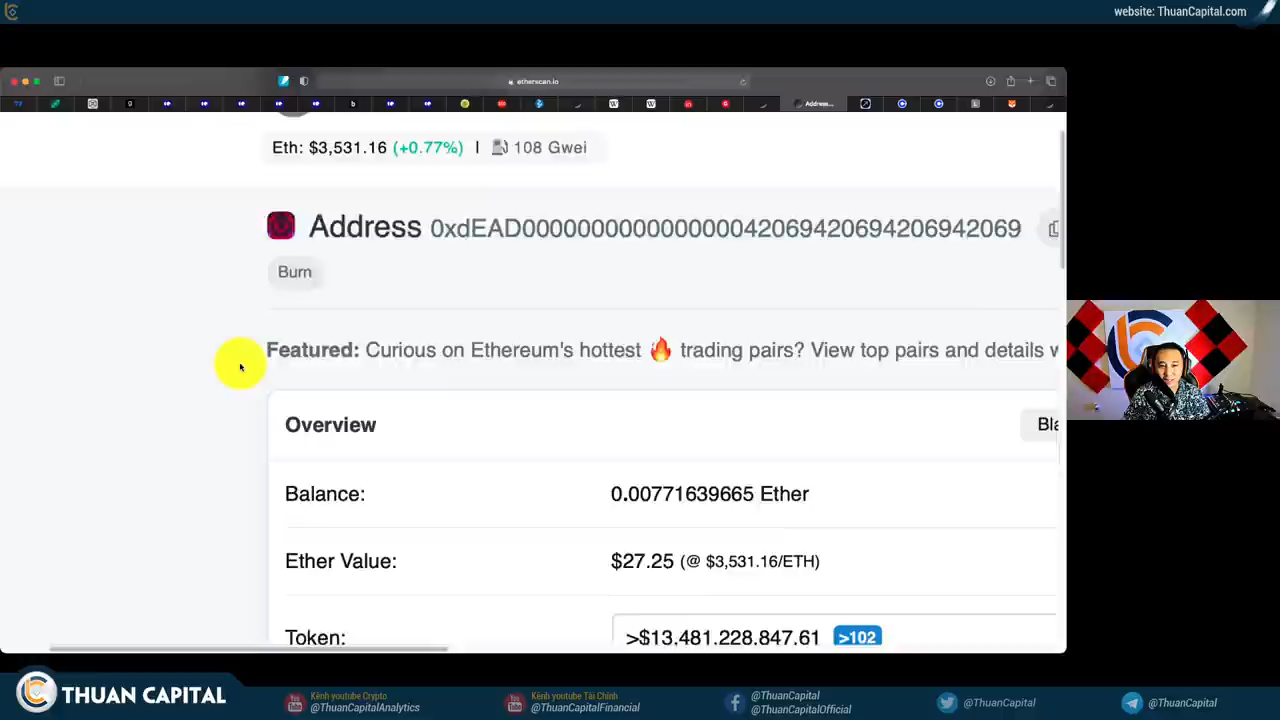 website: ThuanCapital.com
etherscan.io
Address...
Eth: $3,531.16 (+0.77%) | 108 Gwei
Address 0xdEAD000000000000000042069420694206942069
Burn
Featured: Curious on Ethereum's hottest 🔥 trading pairs? View top pairs and details w
Overview
Bla
Balance: 0.00771639665 Ether
Ether Value: $27.25 (@ $3,531.16/ETH)
Token: >$13,481,228,847.61 >102
THUAN CAPITAL
Kênh youtube Crypto
@ThuanCapitalAnalytics
Kênh youtube Tài Chính
@ThuanCapitalFinancial
@ThuanCapital
@ThuanCapitalOfficial
@ThuanCapital
@ThuanCapital